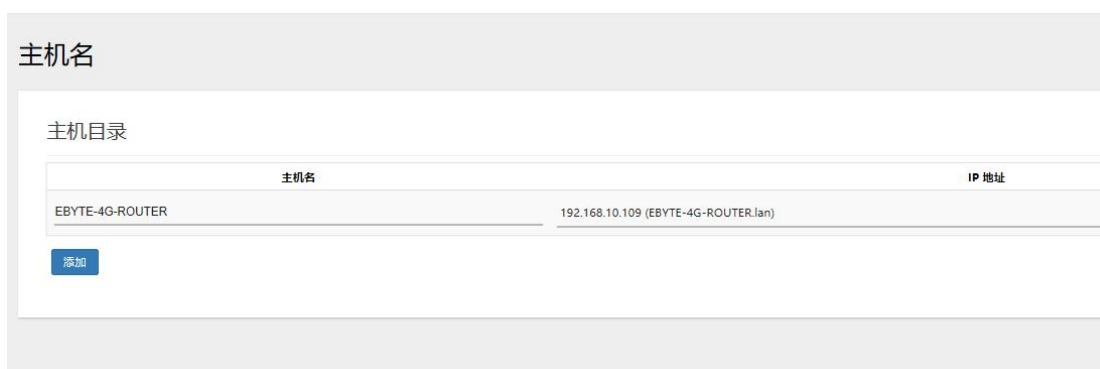 主机名
主机目录
主机名 IP 地址
EBYTE-4G-ROUTER 192.168.10.109 (EBYTE-4G-ROUTER.lan)
添加